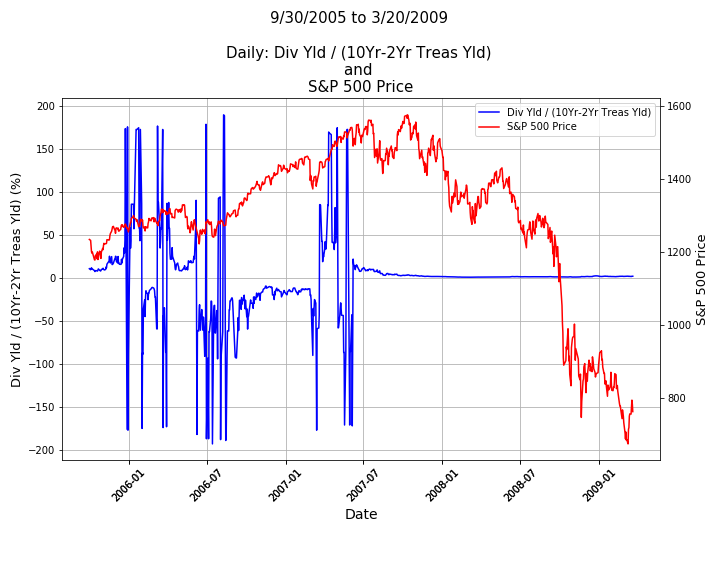 9/30/2005 to 3/20/2009
Daily: Div Yld / (10Yr-2Yr Treas Yld)
and
S&P 500 Price
Div Yld / (10Yr-2Yr Treas Yld)
S&P 500 Price
200
150
100
50
0
−50
−100
−150
−200
Div Yld / (10Yr-2Yr Treas Yld) (%)
1600
1400
1200
1000
800
S&P 500 Price
2006-01
2006-07
2007-01
2007-07
2008-01
2008-07
2009-01
Date